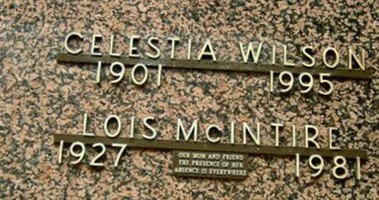 CELESTIA WILSON
1901 1995
LOIS McINTIRE
1927 1981
OUR MOM AND FRIEND
THE PRESENCE OF HER
ABSENCE IS EVERYWHERE